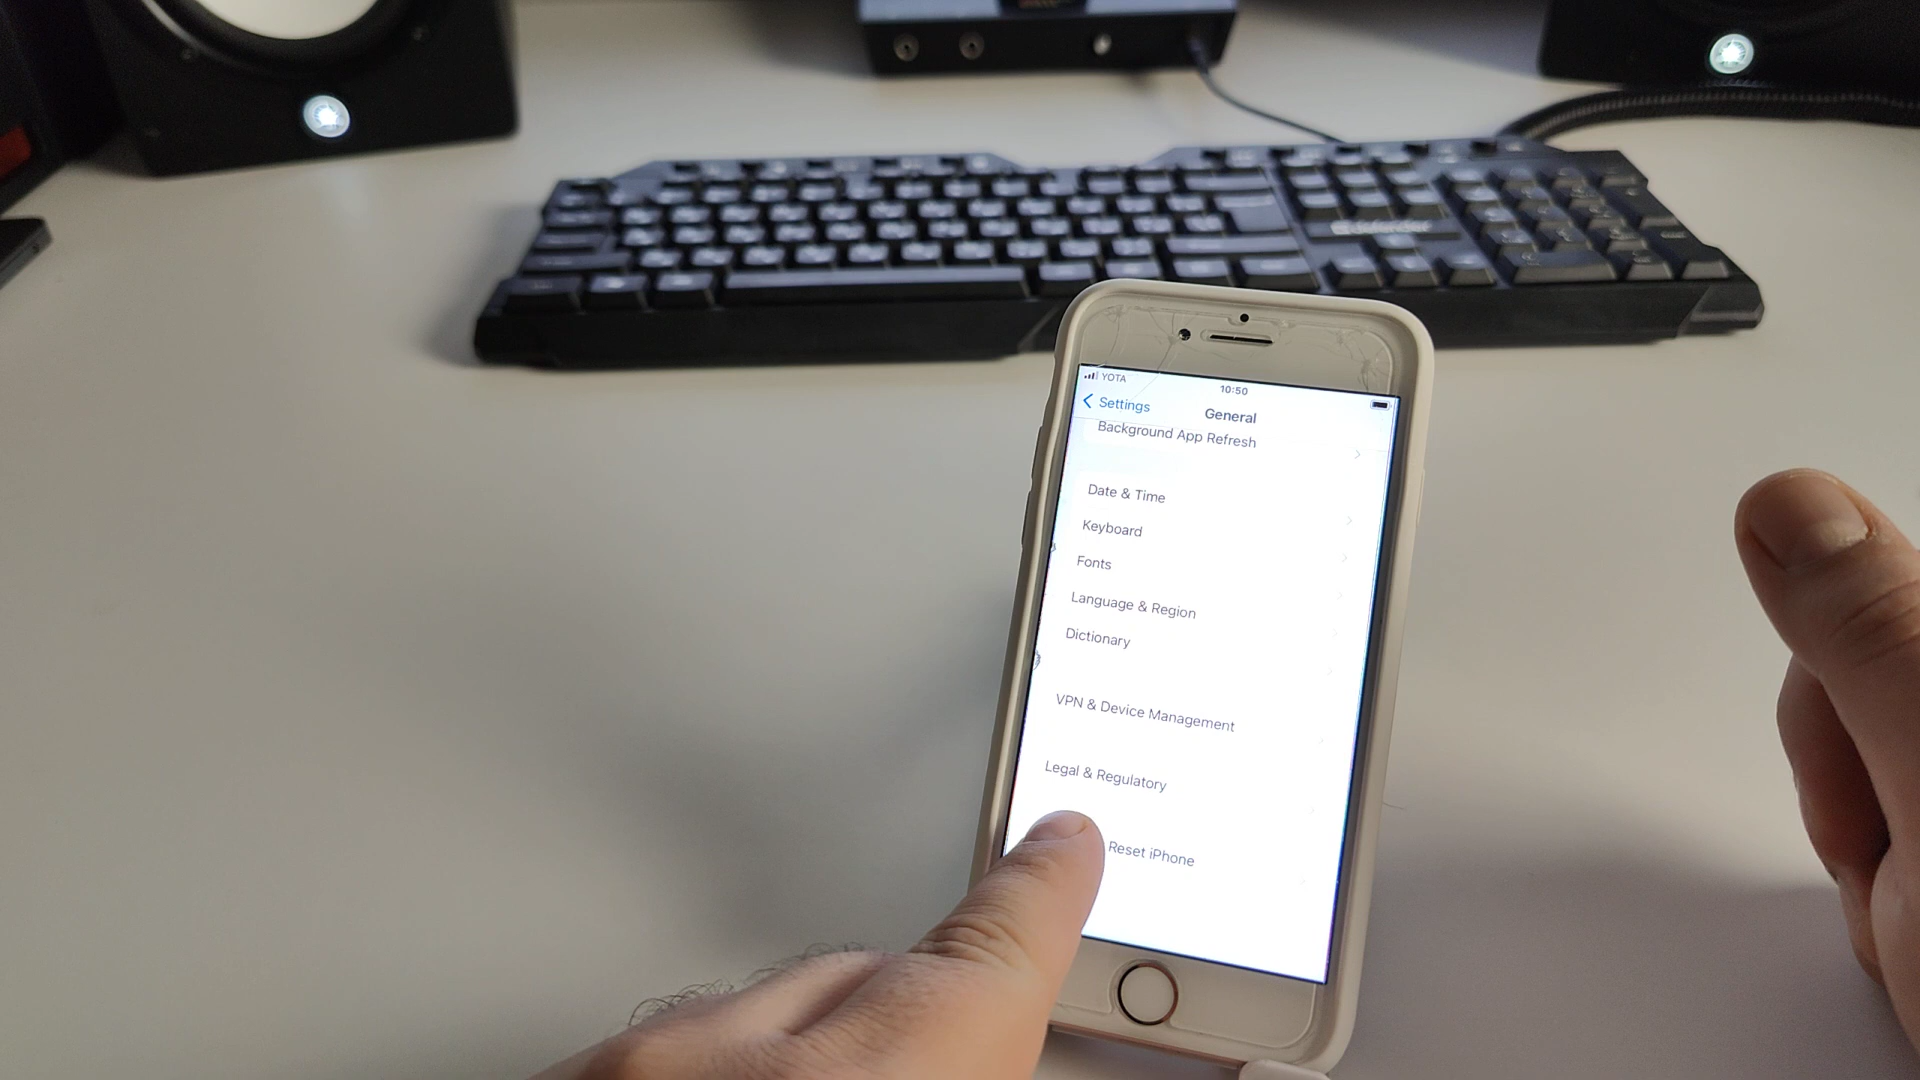 YOTA
10:50
Settings
General
Background App Refresh
Date & Time
Keyboard
Fonts
Language & Region
Dictionary
VPN & Device Management
Legal & Regulatory
Reset iPhone